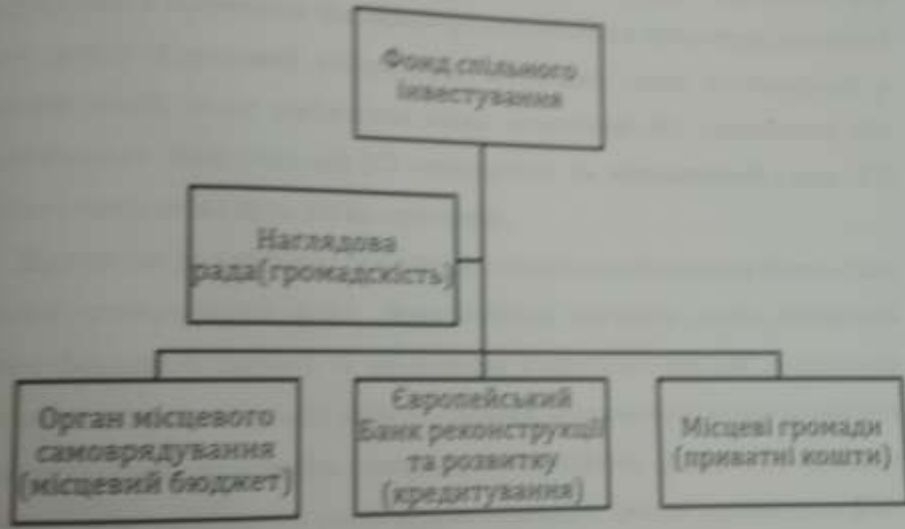 Фонд спільного
інвестування
Наглядова
рада(громадскість)
Орган місцевого
самоврядування
(місцевий бюджет)
Європейський
Банк реконструкції
та розвитку
(кредитування)
Місцеві громади
(приватні кошти)